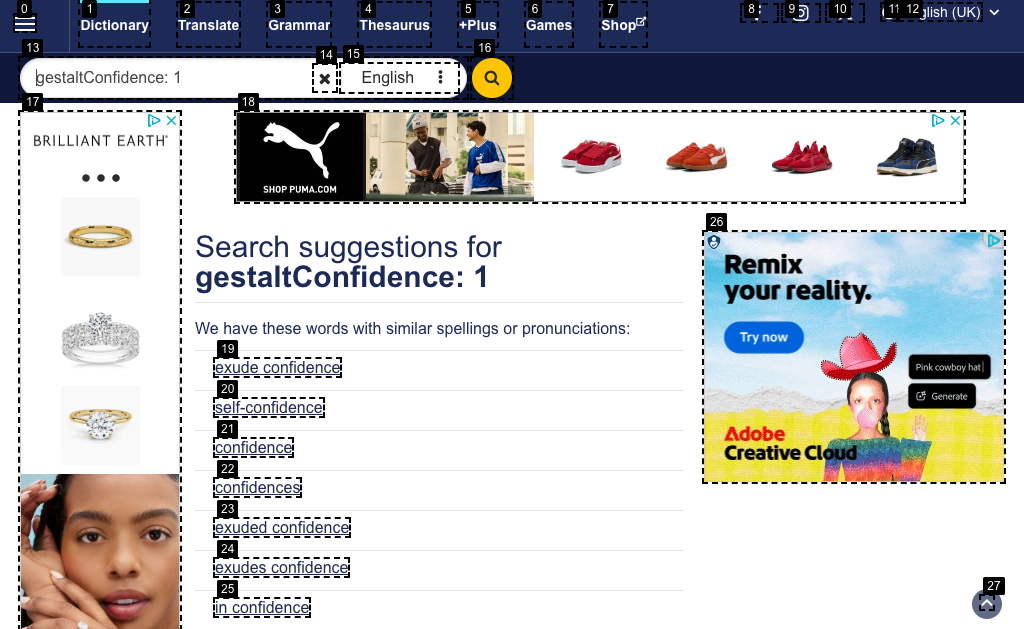 0 1 2 3 4 5 6 7 8 9 10 11 12
Dictionary Translate Grammar Thesaurus +Plus Games Shop glish (UK)
13 14 15 16
gestaltConfidence: 1 English
17 18
BRILLIANT EARTH
SHOP PUMA.COM
26
Search suggestions for
gestaltConfidence: 1
We have these words with similar spellings or pronunciations:
19
exude confidence
20
self-confidence
21
confidence
22
confidences
23
exuded confidence
24
exudes confidence
25
in confidence
Remix
your reality.
Try now
Pink cowboy hat
Generate
Adobe
Creative Cloud
27